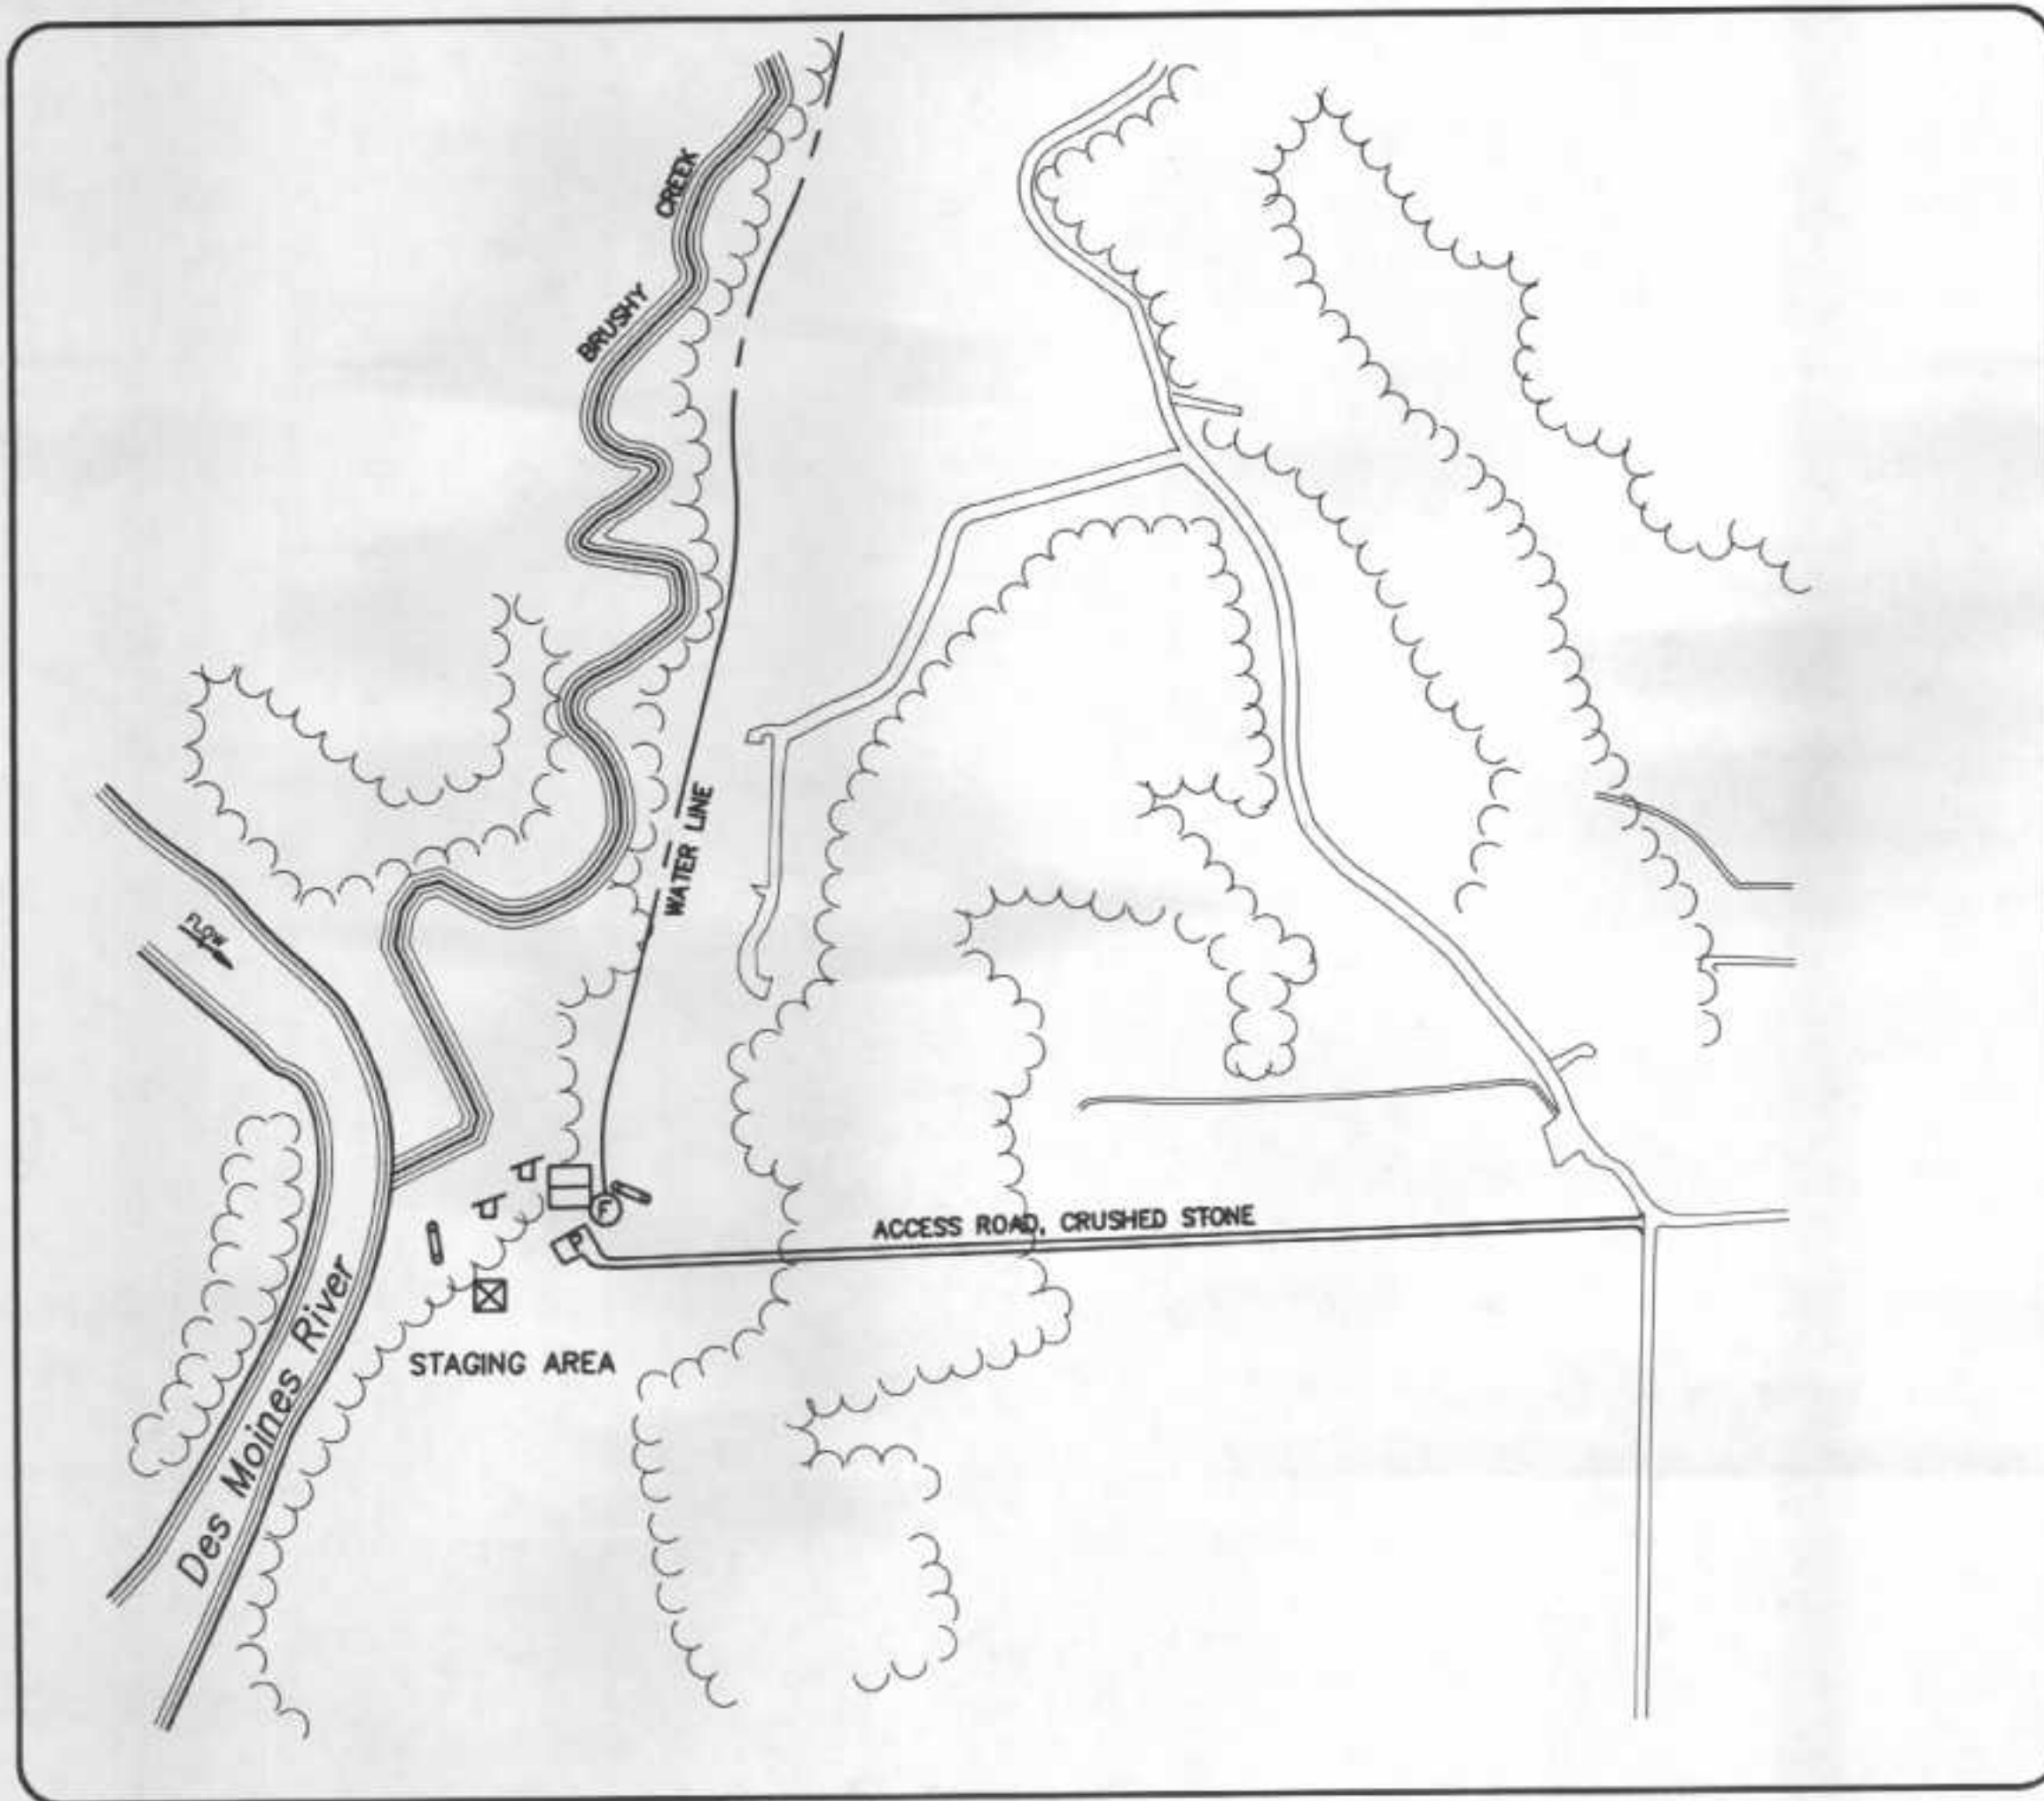 CREEK
BRUSHY
WATER LINE
FLOW
F
P
ACCESS ROAD, CRUSHED STONE
STAGING AREA
Des Moines River